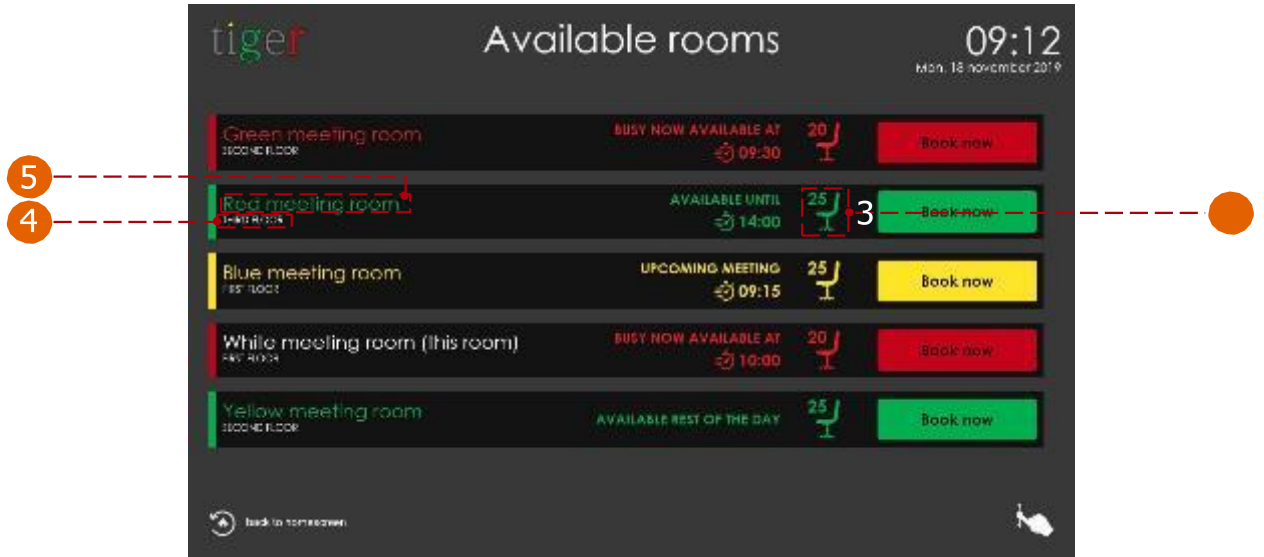 tiger
Available rooms
09:12
Mon, 18 november 2019
Green meeting room
SECOND FLOOR
BUSY NOW AVAILABLE AT
09:30
20
Book now
5
Red meeting room
THIRD FLOOR
AVAILABLE UNTIL
14:00
25
3
Book now
4
Blue meeting room
FIRST FLOOR
UPCOMING MEETING
09:15
25
Book now
White meeting room (this room)
FIRST FLOOR
BUSY NOW AVAILABLE AT
10:00
20
Book now
Yellow meeting room
SECOND FLOOR
AVAILABLE REST OF THE DAY
25
Book now
back to homescreen